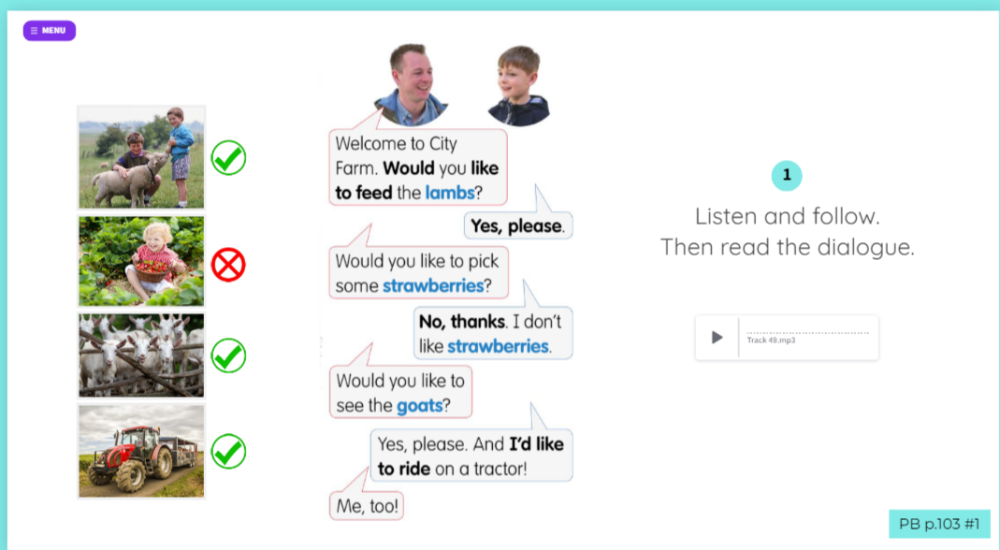 MENU
Welcome to City
Farm. Would you like
to feed the lambs?
Yes, please.
Would you like to pick
some strawberries?
No, thanks. I don't
like strawberries.
Would you like to
see the goats?
Yes, please. And I'd like
to ride on a tractor!
Me, too!
1
Listen and follow.
Then read the dialogue.
Track 49.mp3
PB p.103 #1